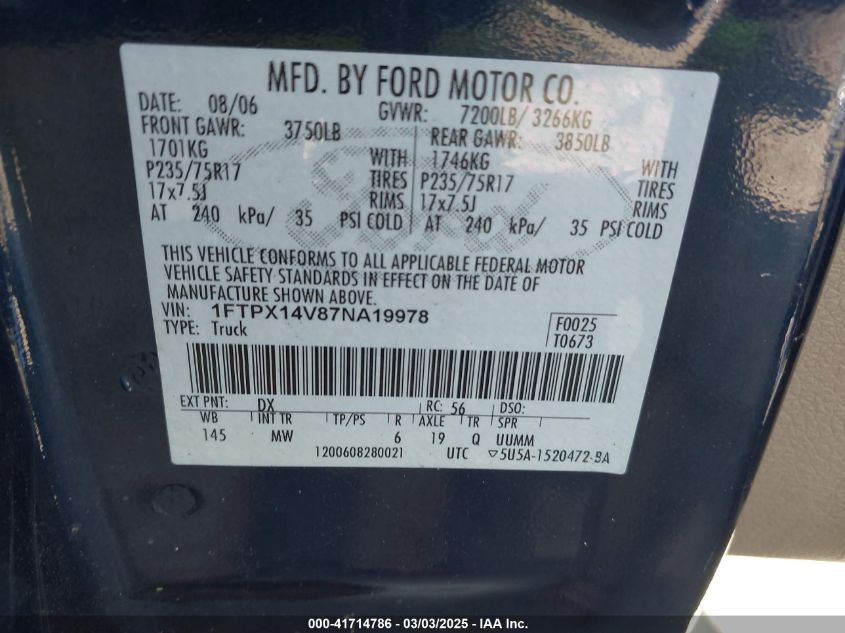 MFD. BY FORD MOTOR CO.
DATE: 08/06 GVWR: 7200LB/ 3266KG
FRONT GAWR: 3750LB REAR GAWR: 3850LB
1701KG WITH 1746KG WITH
P235/75R17 TIRES P235/75R17 TIRES
17x7.5J RIMS 17x7.5J RIMS
AT 240 kPa/ 35 PSI COLD AT 240 kPa/ 35 PSI COLD
Ford
THIS VEHICLE CONFORMS TO ALL APPLICABLE FEDERAL MOTOR
VEHICLE SAFETY STANDARDS IN EFFECT ON THE DATE OF
MANUFACTURE SHOWN ABOVE.
VIN: 1FTPX14V87NA19978 F0025
TYPE: Truck T0673
EXT PNT: DX RC: 56 DSO:
WB INT TR TP/PS R AXLE TR SPR
145 MW 6 19 Q UUMM
1200608280021 UTC ▽5U5A-1520472-BA
000-41714786 - 03/03/2025 - IAA Inc.